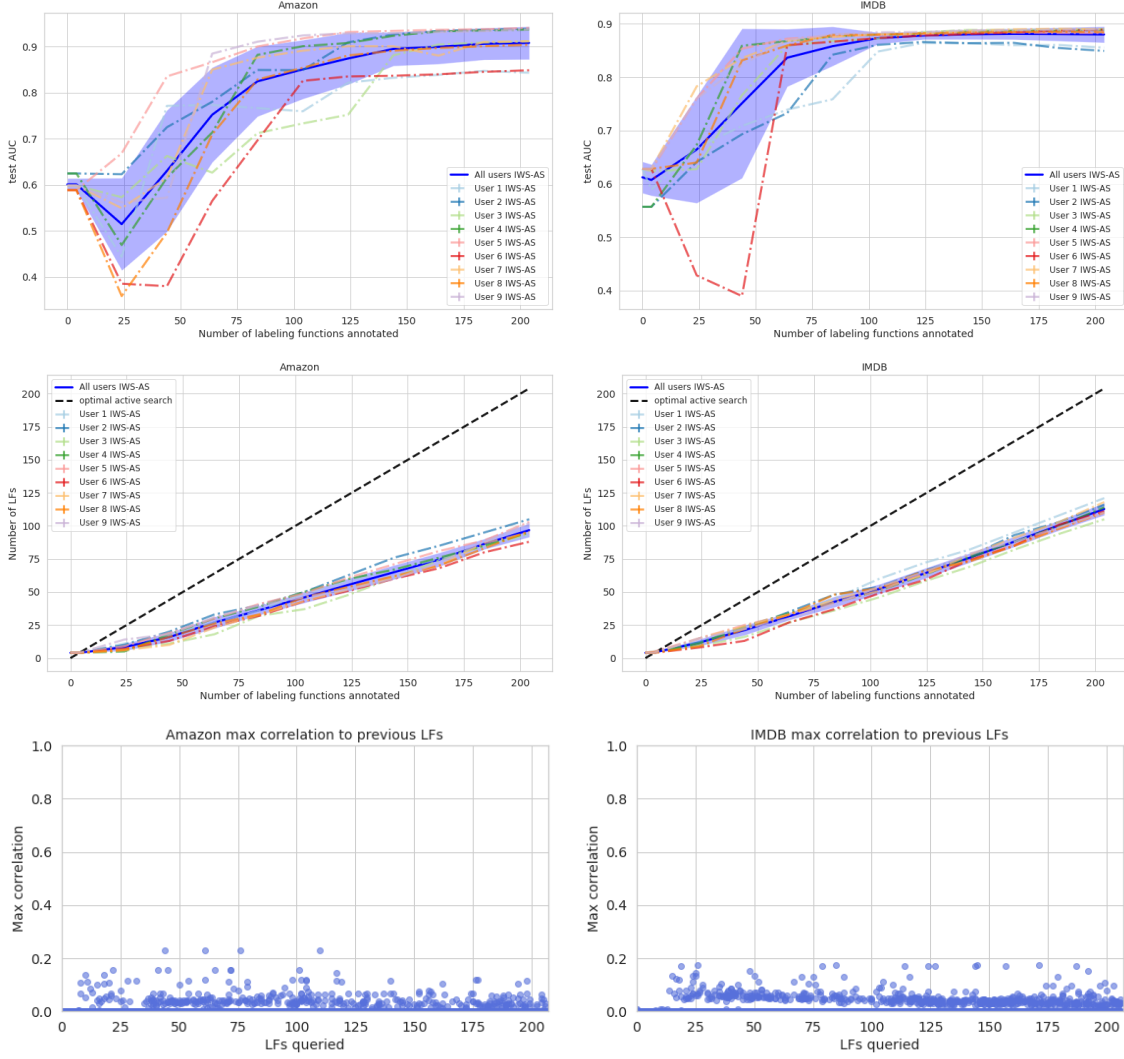 Amazon
test AUC
0.9
0.8
0.7
0.6
0.5
0.4
All users IWS-AS
User 1 IWS-AS
User 2 IWS-AS
User 3 IWS-AS
User 4 IWS-AS
User 5 IWS-AS
User 6 IWS-AS
User 7 IWS-AS
User 8 IWS-AS
User 9 IWS-AS
0 25 50 75 100 125 150 175 200
Number of labeling functions annotated
IMDB
test AUC
0.9
0.8
0.7
0.6
0.5
0.4
All users IWS-AS
User 1 IWS-AS
User 2 IWS-AS
User 3 IWS-AS
User 4 IWS-AS
User 5 IWS-AS
User 6 IWS-AS
User 7 IWS-AS
User 8 IWS-AS
User 9 IWS-AS
0 25 50 75 100 125 150 175 200
Number of labeling functions annotated
Amazon
Number of LFs
200
175
150
125
100
75
50
25
0
All users IWS-AS
optimal active search
User 1 IWS-AS
User 2 IWS-AS
User 3 IWS-AS
User 4 IWS-AS
User 5 IWS-AS
User 6 IWS-AS
User 7 IWS-AS
User 8 IWS-AS
User 9 IWS-AS
0 25 50 75 100 125 150 175 200
Number of labeling functions annotated
IMDB
Number of LFs
200
175
150
125
100
75
50
25
0
All users IWS-AS
optimal active search
User 1 IWS-AS
User 2 IWS-AS
User 3 IWS-AS
User 4 IWS-AS
User 5 IWS-AS
User 6 IWS-AS
User 7 IWS-AS
User 8 IWS-AS
User 9 IWS-AS
0 25 50 75 100 125 150 175 200
Number of labeling functions annotated
Amazon max correlation to previous LFs
Max correlation
1.0
0.8
0.6
0.4
0.2
0.0
0 25 50 75 100 125 150 175 200
LFs queried
IMDB max correlation to previous LFs
Max correlation
1.0
0.8
0.6
0.4
0.2
0.0
0 25 50 75 100 125 150 175 200
LFs queried